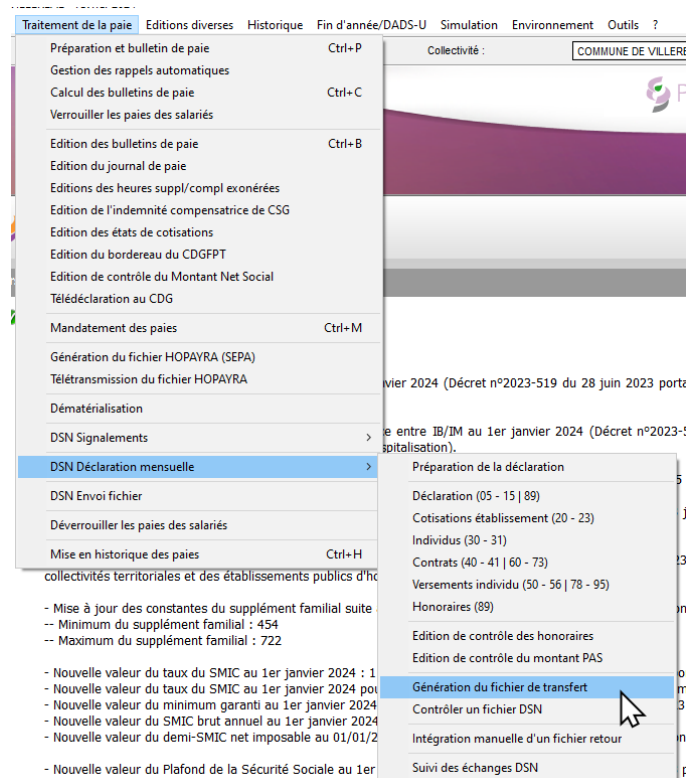 Traitement de la paie Editions diverses Historique Fin d'année/DADS-U Simulation Environnement Outils ?
Collectivité : COMMUNE DE VILLERE
P
Préparation et bulletin de paie Ctrl+P
Gestion des rappels automatiques
Calcul des bulletins de paie Ctrl+C
Verrouiller les paies des salariés
Edition des bulletins de paie Ctrl+B
Edition du journal de paie
Editions des heures suppl/compl exonérées
Edition de l'indemnité compensatrice de CSG
Edition des états de cotisations
Edition du bordereau du CDGFPT
Edition de contrôle du Montant Net Social
Télédéclaration au CDG
Mandatement des paies Ctrl+M
Génération du fichier HOPAYRA (SEPA)
Télétransmission du fichier HOPAYRA
vier 2024 (Décret nº2023-519 du 28 juin 2023 porta
Dématérialisation
DSN Signalements >
e entre IB/IM au 1er janvier 2024 (Décret nº2023-5
spitalisation).
DSN Déclaration mensuelle >
DSN Envoi fichier
Déverrouiller les paies des salariés
Mise en historique des paies Ctrl+H
Préparation de la déclaration
Déclaration (05 - 15 | 89)
Cotisations établissement (20 - 23)
Individus (30 - 31)
Contrats (40 - 41 | 60 - 73)
Versements individu (50 - 56 | 78 - 95)
Honoraires (89)
Edition de contrôle des honoraires
Edition de contrôle du montant PAS
Génération du fichier de transfert
Contrôler un fichier DSN
Intégration manuelle d'un fichier retour
Suivi des échanges DSN
collectivités territoriales et des établissements publics d'ho
- Mise à jour des constantes du supplément familial suite
-- Minimum du supplément familial : 454
-- Maximum du supplément familial : 722
- Nouvelle valeur du taux du SMIC au 1er janvier 2024 : 1
- Nouvelle valeur du taux du SMIC au 1er janvier 2024 pou
- Nouvelle valeur du minimum garanti au 1er janvier 2024
- Nouvelle valeur du SMIC brut annuel au 1er janvier 2024
- Nouvelle valeur du demi-SMIC net imposable au 01/01/2
- Nouvelle valeur du Plafond de la Sécurité Sociale au 1er